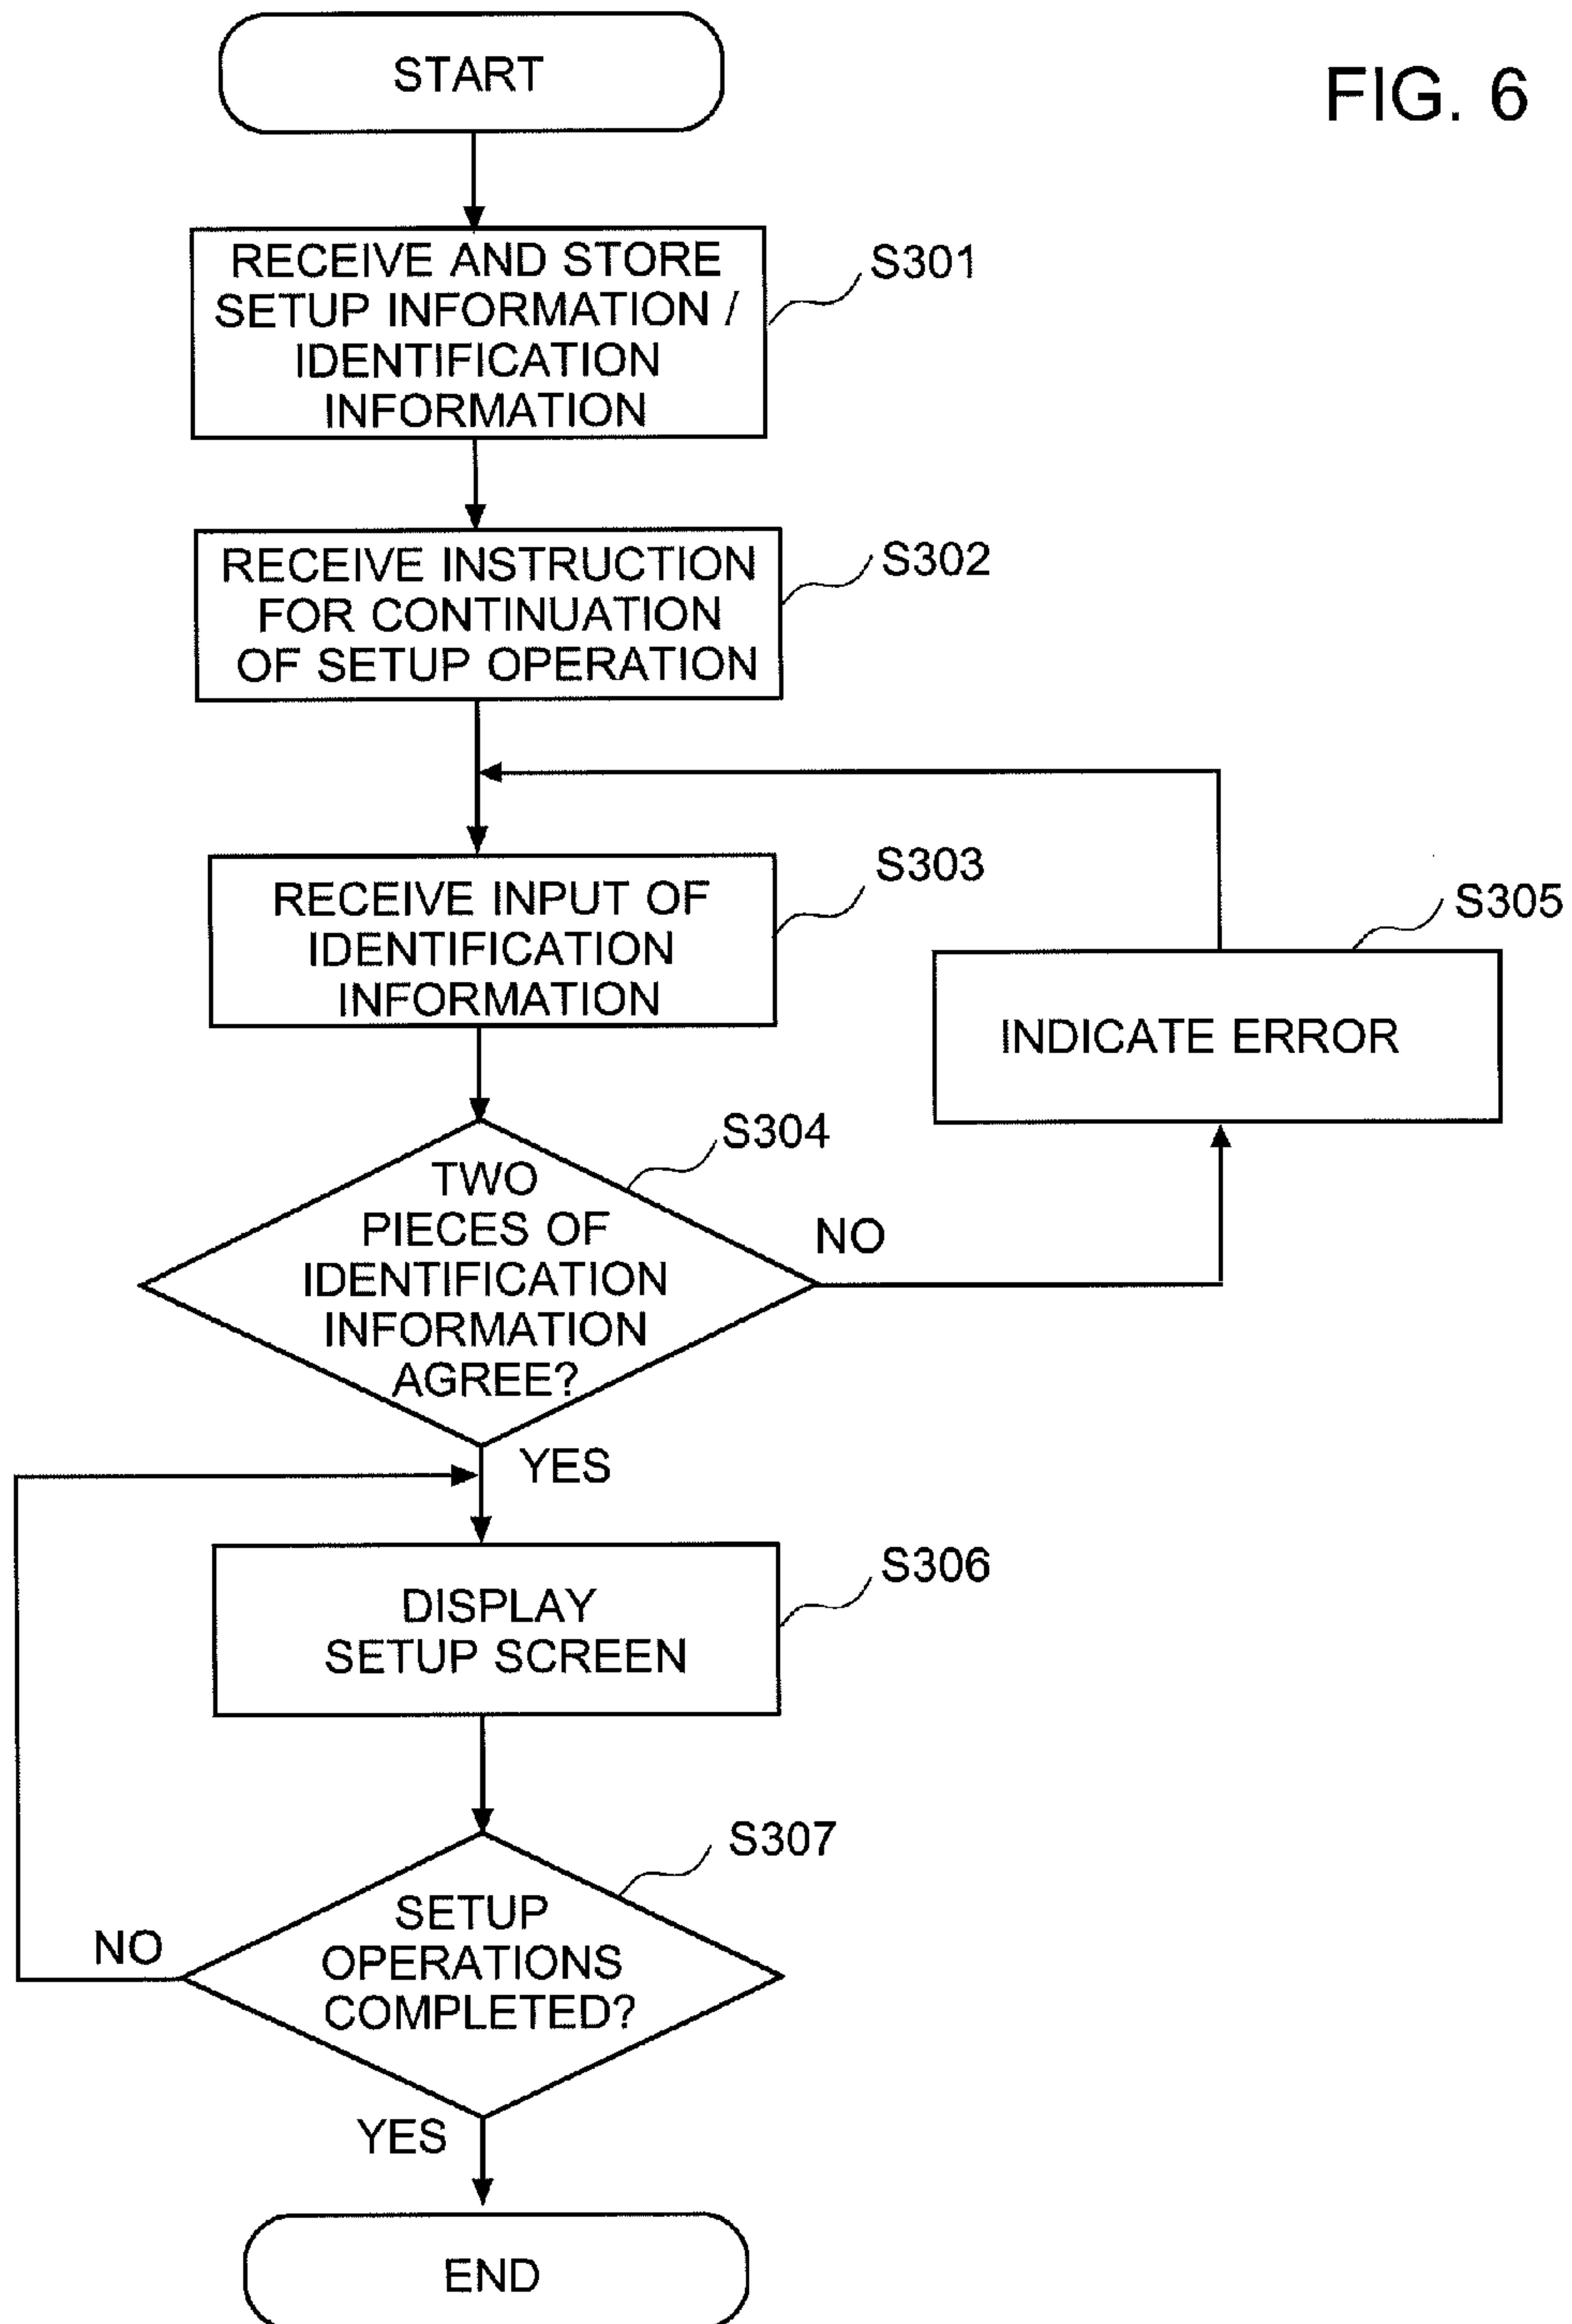 START
FIG. 6
RECEIVE AND STORE
SETUP INFORMATION /
IDENTIFICATION
INFORMATION
S301
RECEIVE INSTRUCTION
FOR CONTINUATION
OF SETUP OPERATION
S302
RECEIVE INPUT OF
IDENTIFICATION
INFORMATION
S303
INDICATE ERROR
S305
TWO
PIECES OF
IDENTIFICATION
INFORMATION
AGREE?
S304
NO
YES
DISPLAY
SETUP SCREEN
S306
SETUP
OPERATIONS
COMPLETED?
S307
NO
YES
END